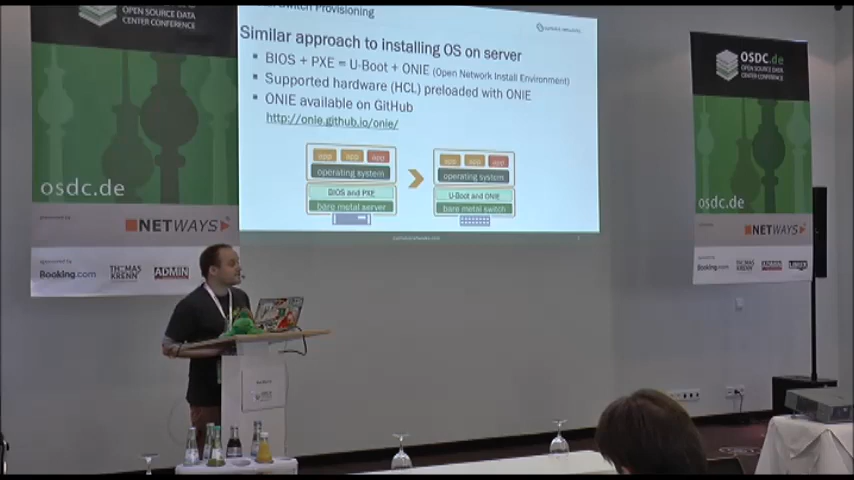 OPEN SOURCE DATA
CENTER CONFERENCE
osdc.de
NETWAYS
Booking.com
THOMAS
KRENN
ADMIN
Switch Provisioning
Similar approach to installing OS on server
BIOS + PXE = U-Boot + ONIE (Open Network Install Environment)
Supported hardware (HCL) preloaded with ONIE
ONIE available on GitHub
http://onie.github.io/onie/
app app app
operating system
BIOS and PXE
bare metal server
app app app
operating system
U-Boot and ONIE
bare metal switch
OSDC.de
OPEN SOURCE DATA
CENTER CONFERENCE
osdc.de
NETWAYS
Booking.com
THOMAS
KRENN
ADMIN